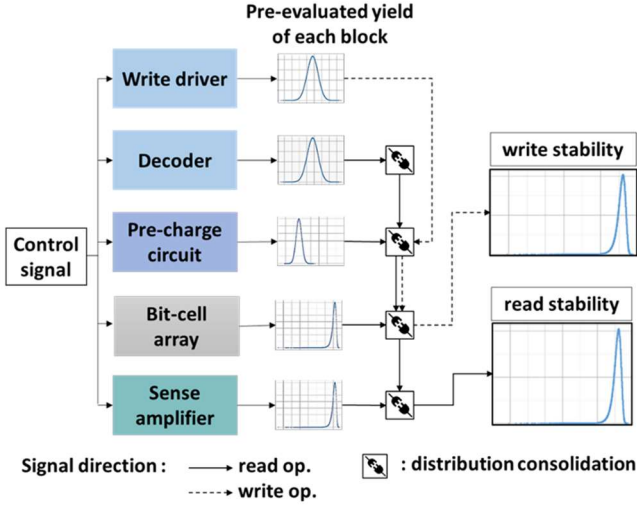 Pre-evaluated yield
of each block
Write driver
Decoder
write stability
Pre-charge
circuit
Control
signal
Bit-cell
array
read stability
Sense
amplifier
Signal direction :
read op.
: distribution consolidation
write op.